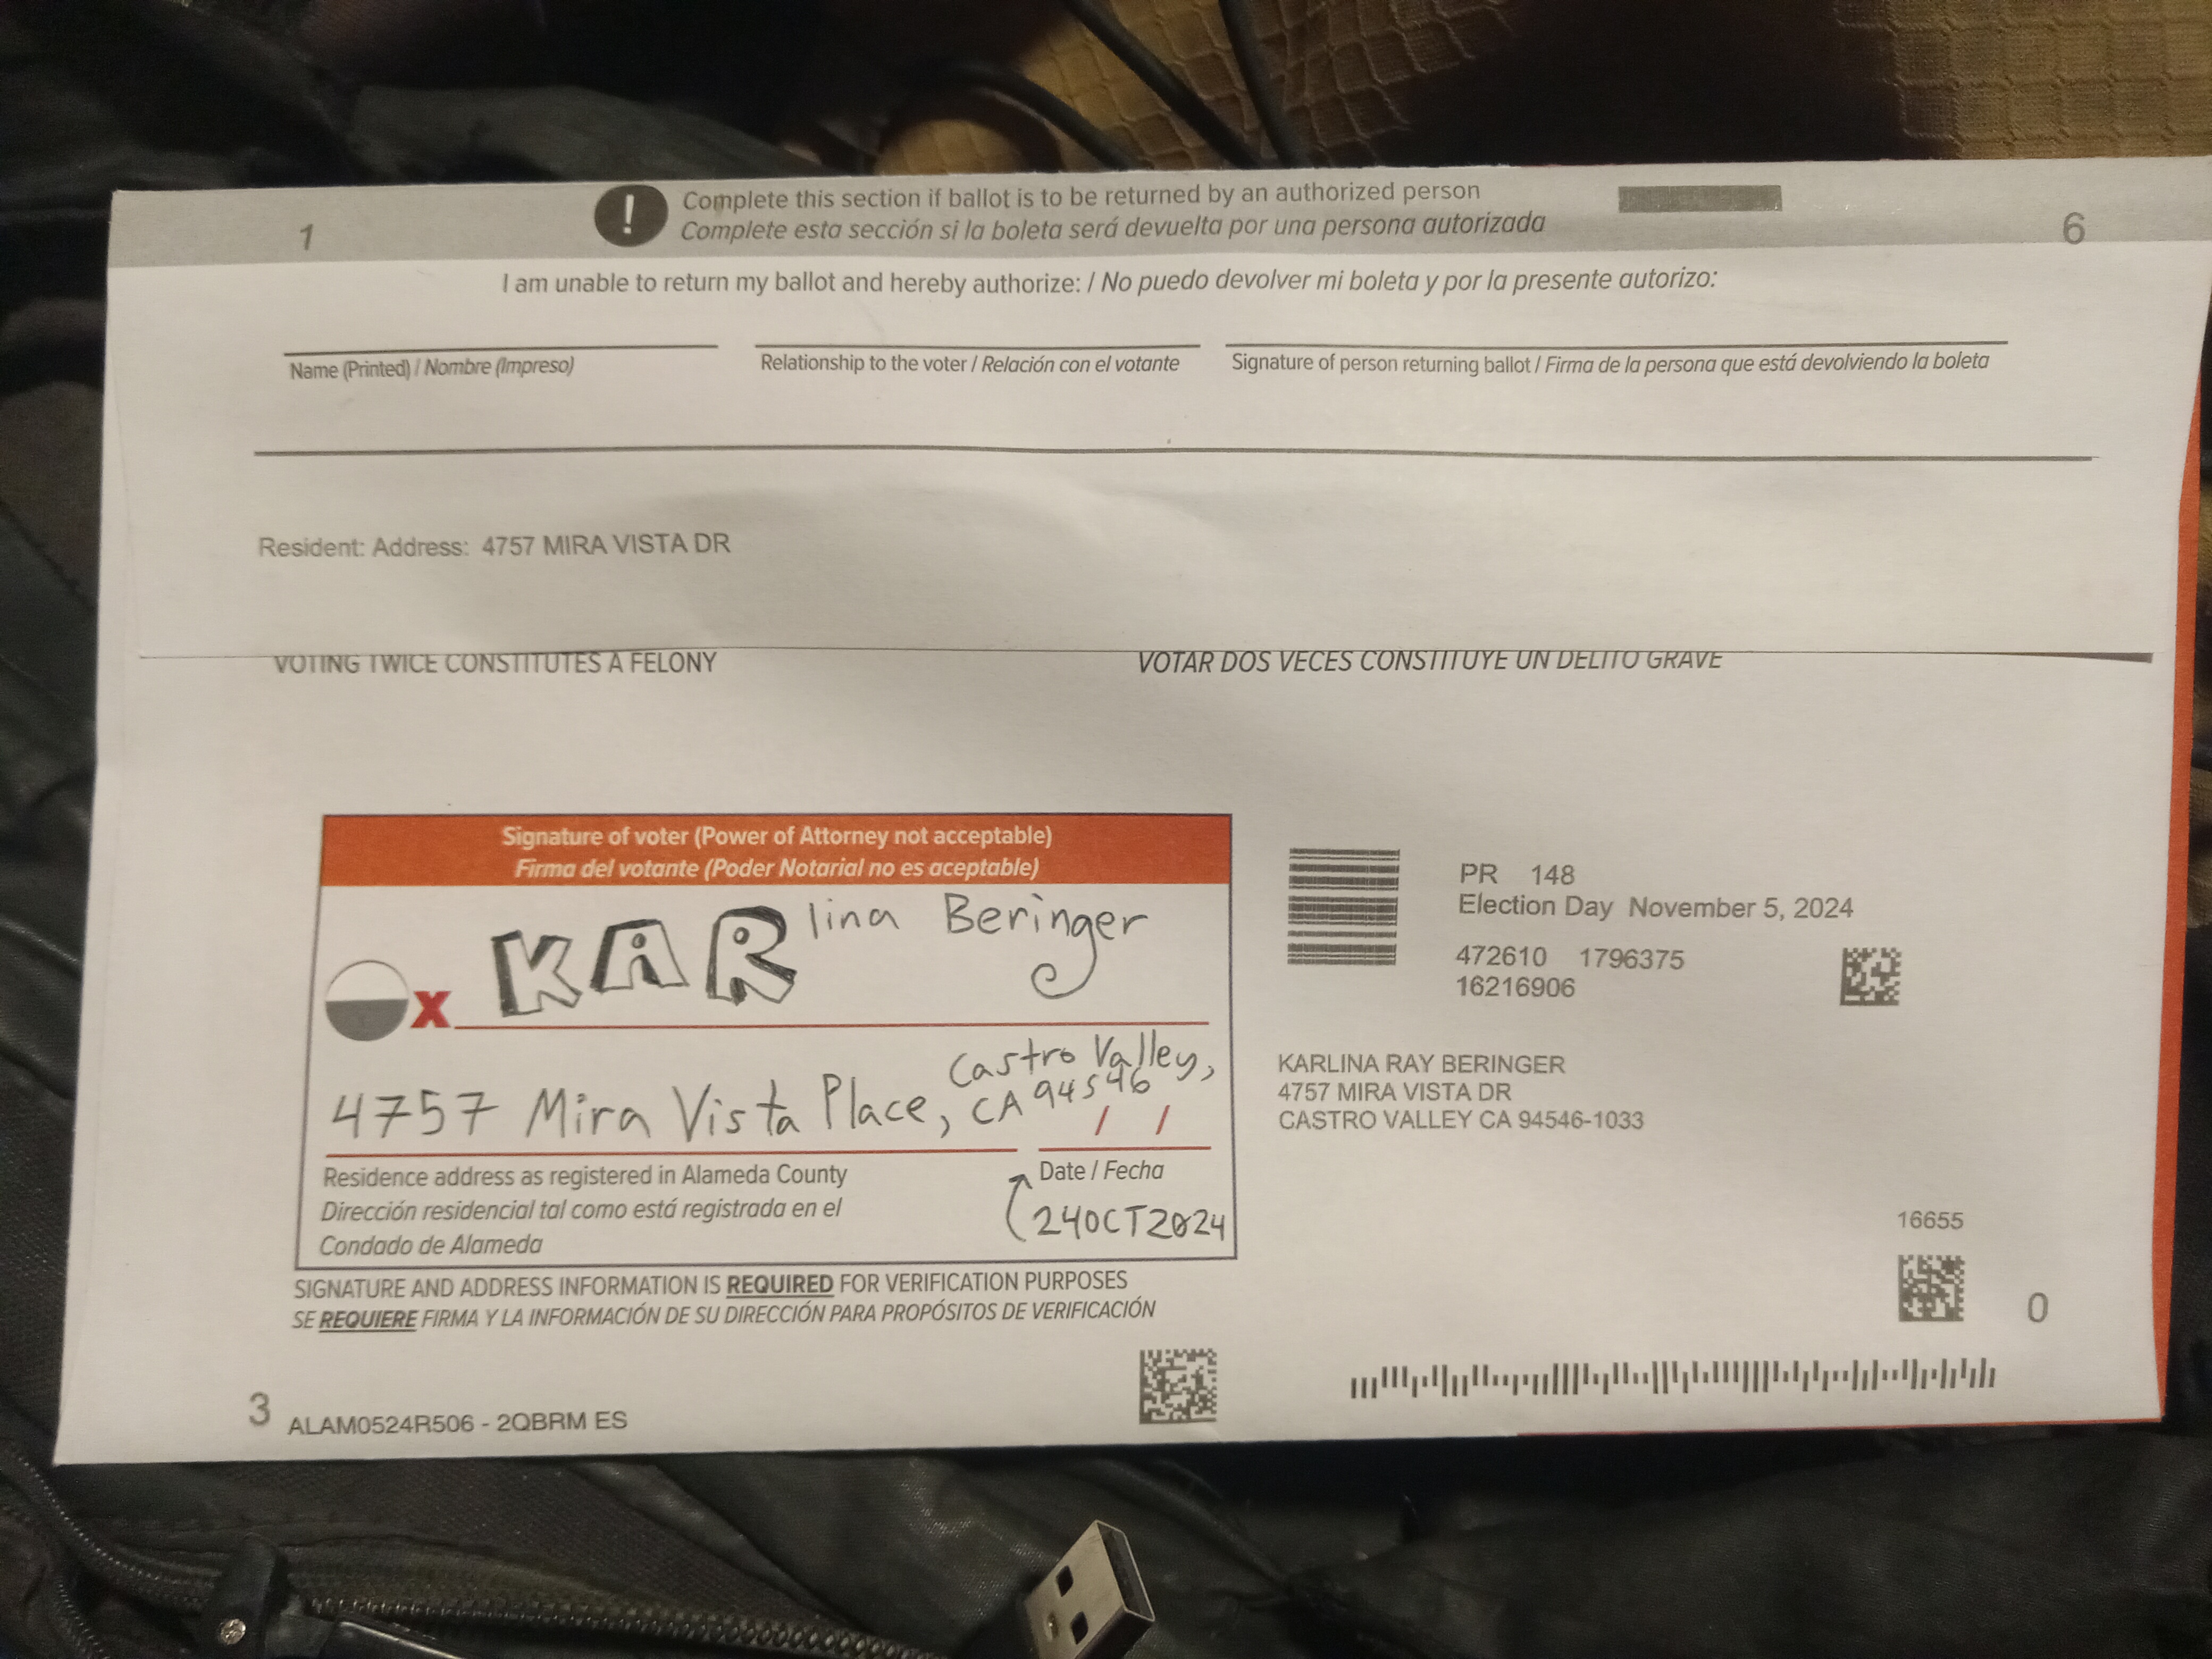 Complete this section if ballot is to be returned by an authorized person
Complete esta sección si la boleta será devuelta por una persona autorizada
1
6
!
I am unable to return my ballot and hereby authorize: / No puedo devolver mi boleta y por la presente autorizo:
Name (Printed) / Nombre (Impreso)
Relationship to the voter / Relación con el votante
Signature of person returning ballot / Firma de la persona que está devolviendo la boleta
Resident: Address: 4757 MIRA VISTA DR
VOTING TWICE CONSTITUTES A FELONY
VOTAR DOS VECES CONSTITUYE UN DELITO GRAVE
Signature of voter (Power of Attorney not acceptable)
Firma del votante (Poder Notarial no es aceptable)
X KARlina Beringer
4757 Mira Vista Place, Castro Valley,
CA 94546
/ /
Residence address as registered in Alameda County
Dirección residencial tal como está registrada en el
Condado de Alameda
Date / Fecha
24OCT2024
SIGNATURE AND ADDRESS INFORMATION IS REQUIRED FOR VERIFICATION PURPOSES
SE REQUIERE FIRMA Y LA INFORMACIÓN DE SU DIRECCIÓN PARA PROPÓSITOS DE VERIFICACIÓN
PR 148
Election Day November 5, 2024
472610 1796375
16216906
KARLINA RAY BERINGER
4757 MIRA VISTA DR
CASTRO VALLEY CA 94546-1033
16655
0
3
ALAM0524R506 - 2QBRM ES